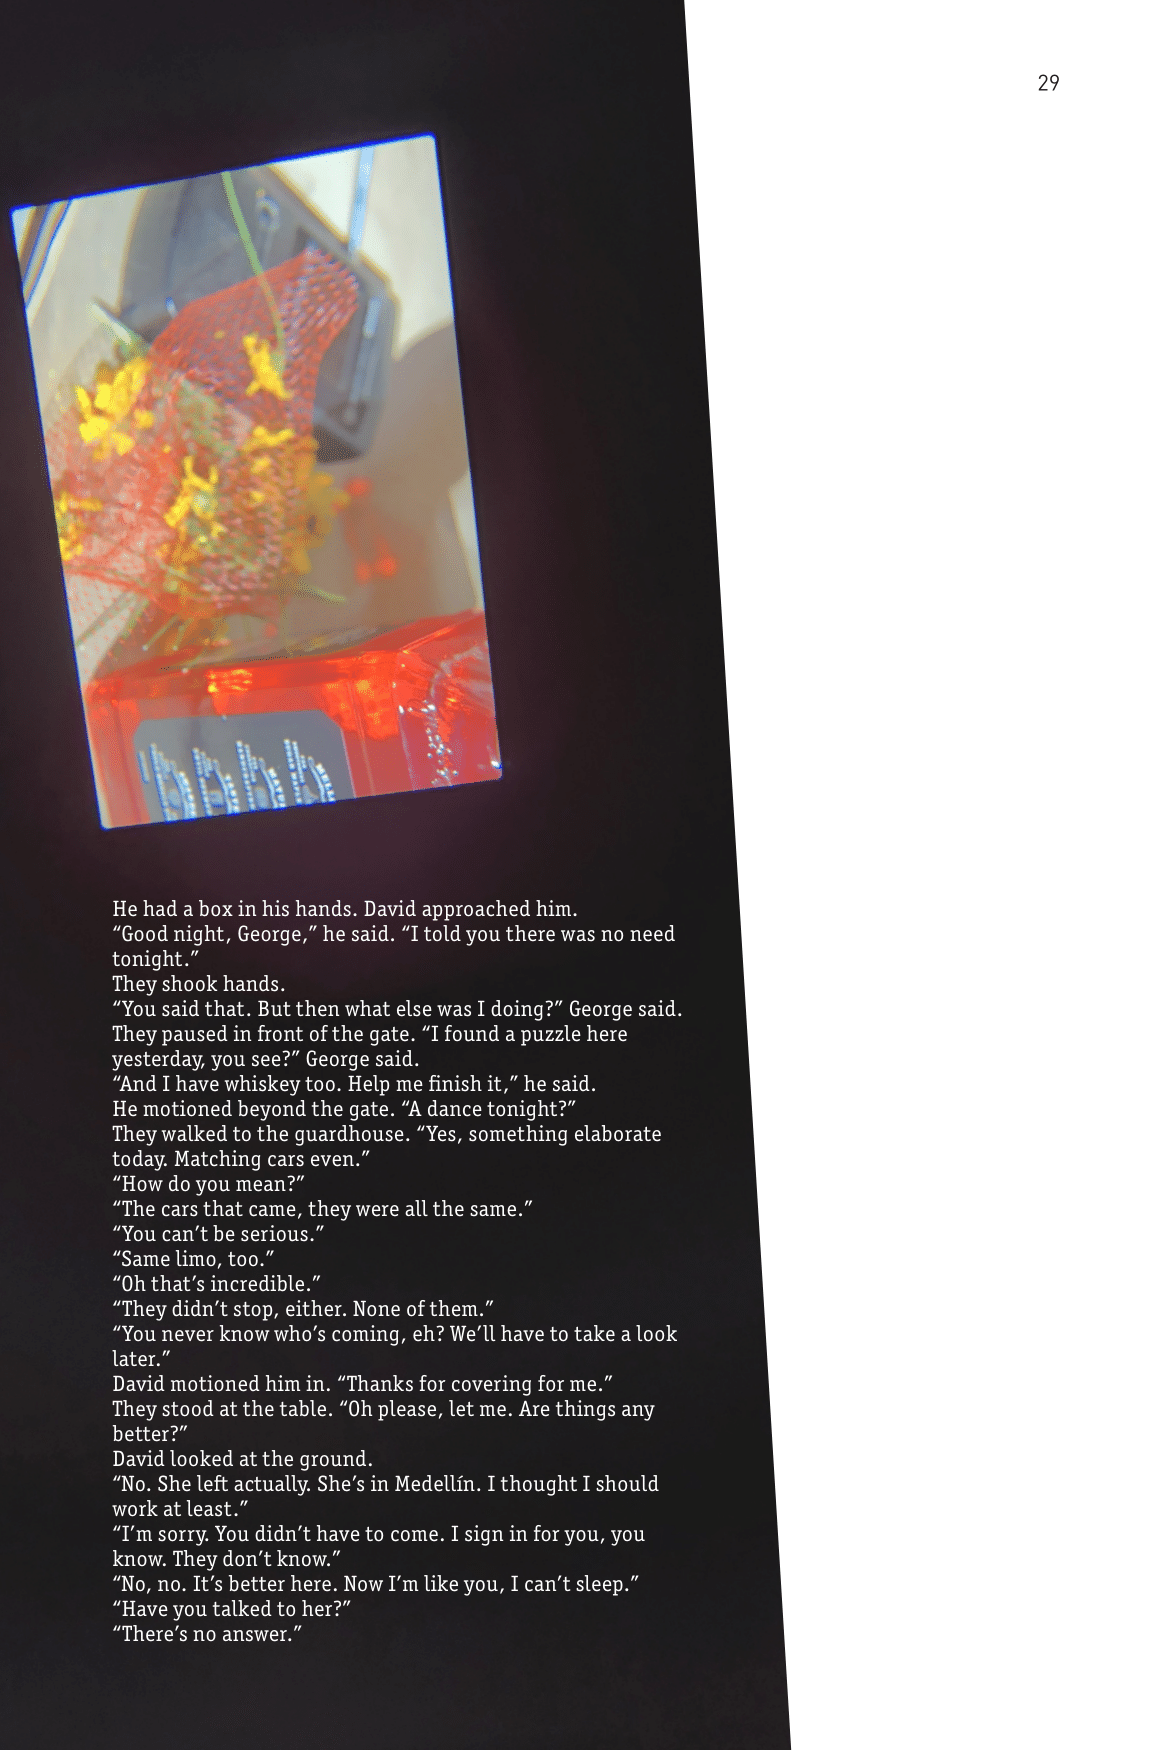 29
He had a box in his hands. David approached him.
“Good night, George,” he said. “I told you there was no need
tonight.”
They shook hands.
“You said that. But then what else was I doing?” George said.
They paused in front of the gate. “I found a puzzle here
yesterday, you see?” George said.
“And I have whiskey too. Help me finish it,” he said.
He motioned beyond the gate. “A dance tonight?”
They walked to the guardhouse. “Yes, something elaborate
today. Matching cars even.”
“How do you mean?”
“The cars that came, they were all the same.”
“You can’t be serious.”
“Same limo, too.”
“Oh that’s incredible.”
“They didn’t stop, either. None of them.”
“You never know who’s coming, eh? We’ll have to take a look
later.”
David motioned him in. “Thanks for covering for me.”
They stood at the table. “Oh please, let me. Are things any
better?”
David looked at the ground.
“No. She left actually. She’s in Medellín. I thought I should
work at least.”
“I’m sorry. You didn’t have to come. I sign in for you, you
know. They don’t know.”
“No, no. It’s better here. Now I’m like you, I can’t sleep.”
“Have you talked to her?”
“There’s no answer.”